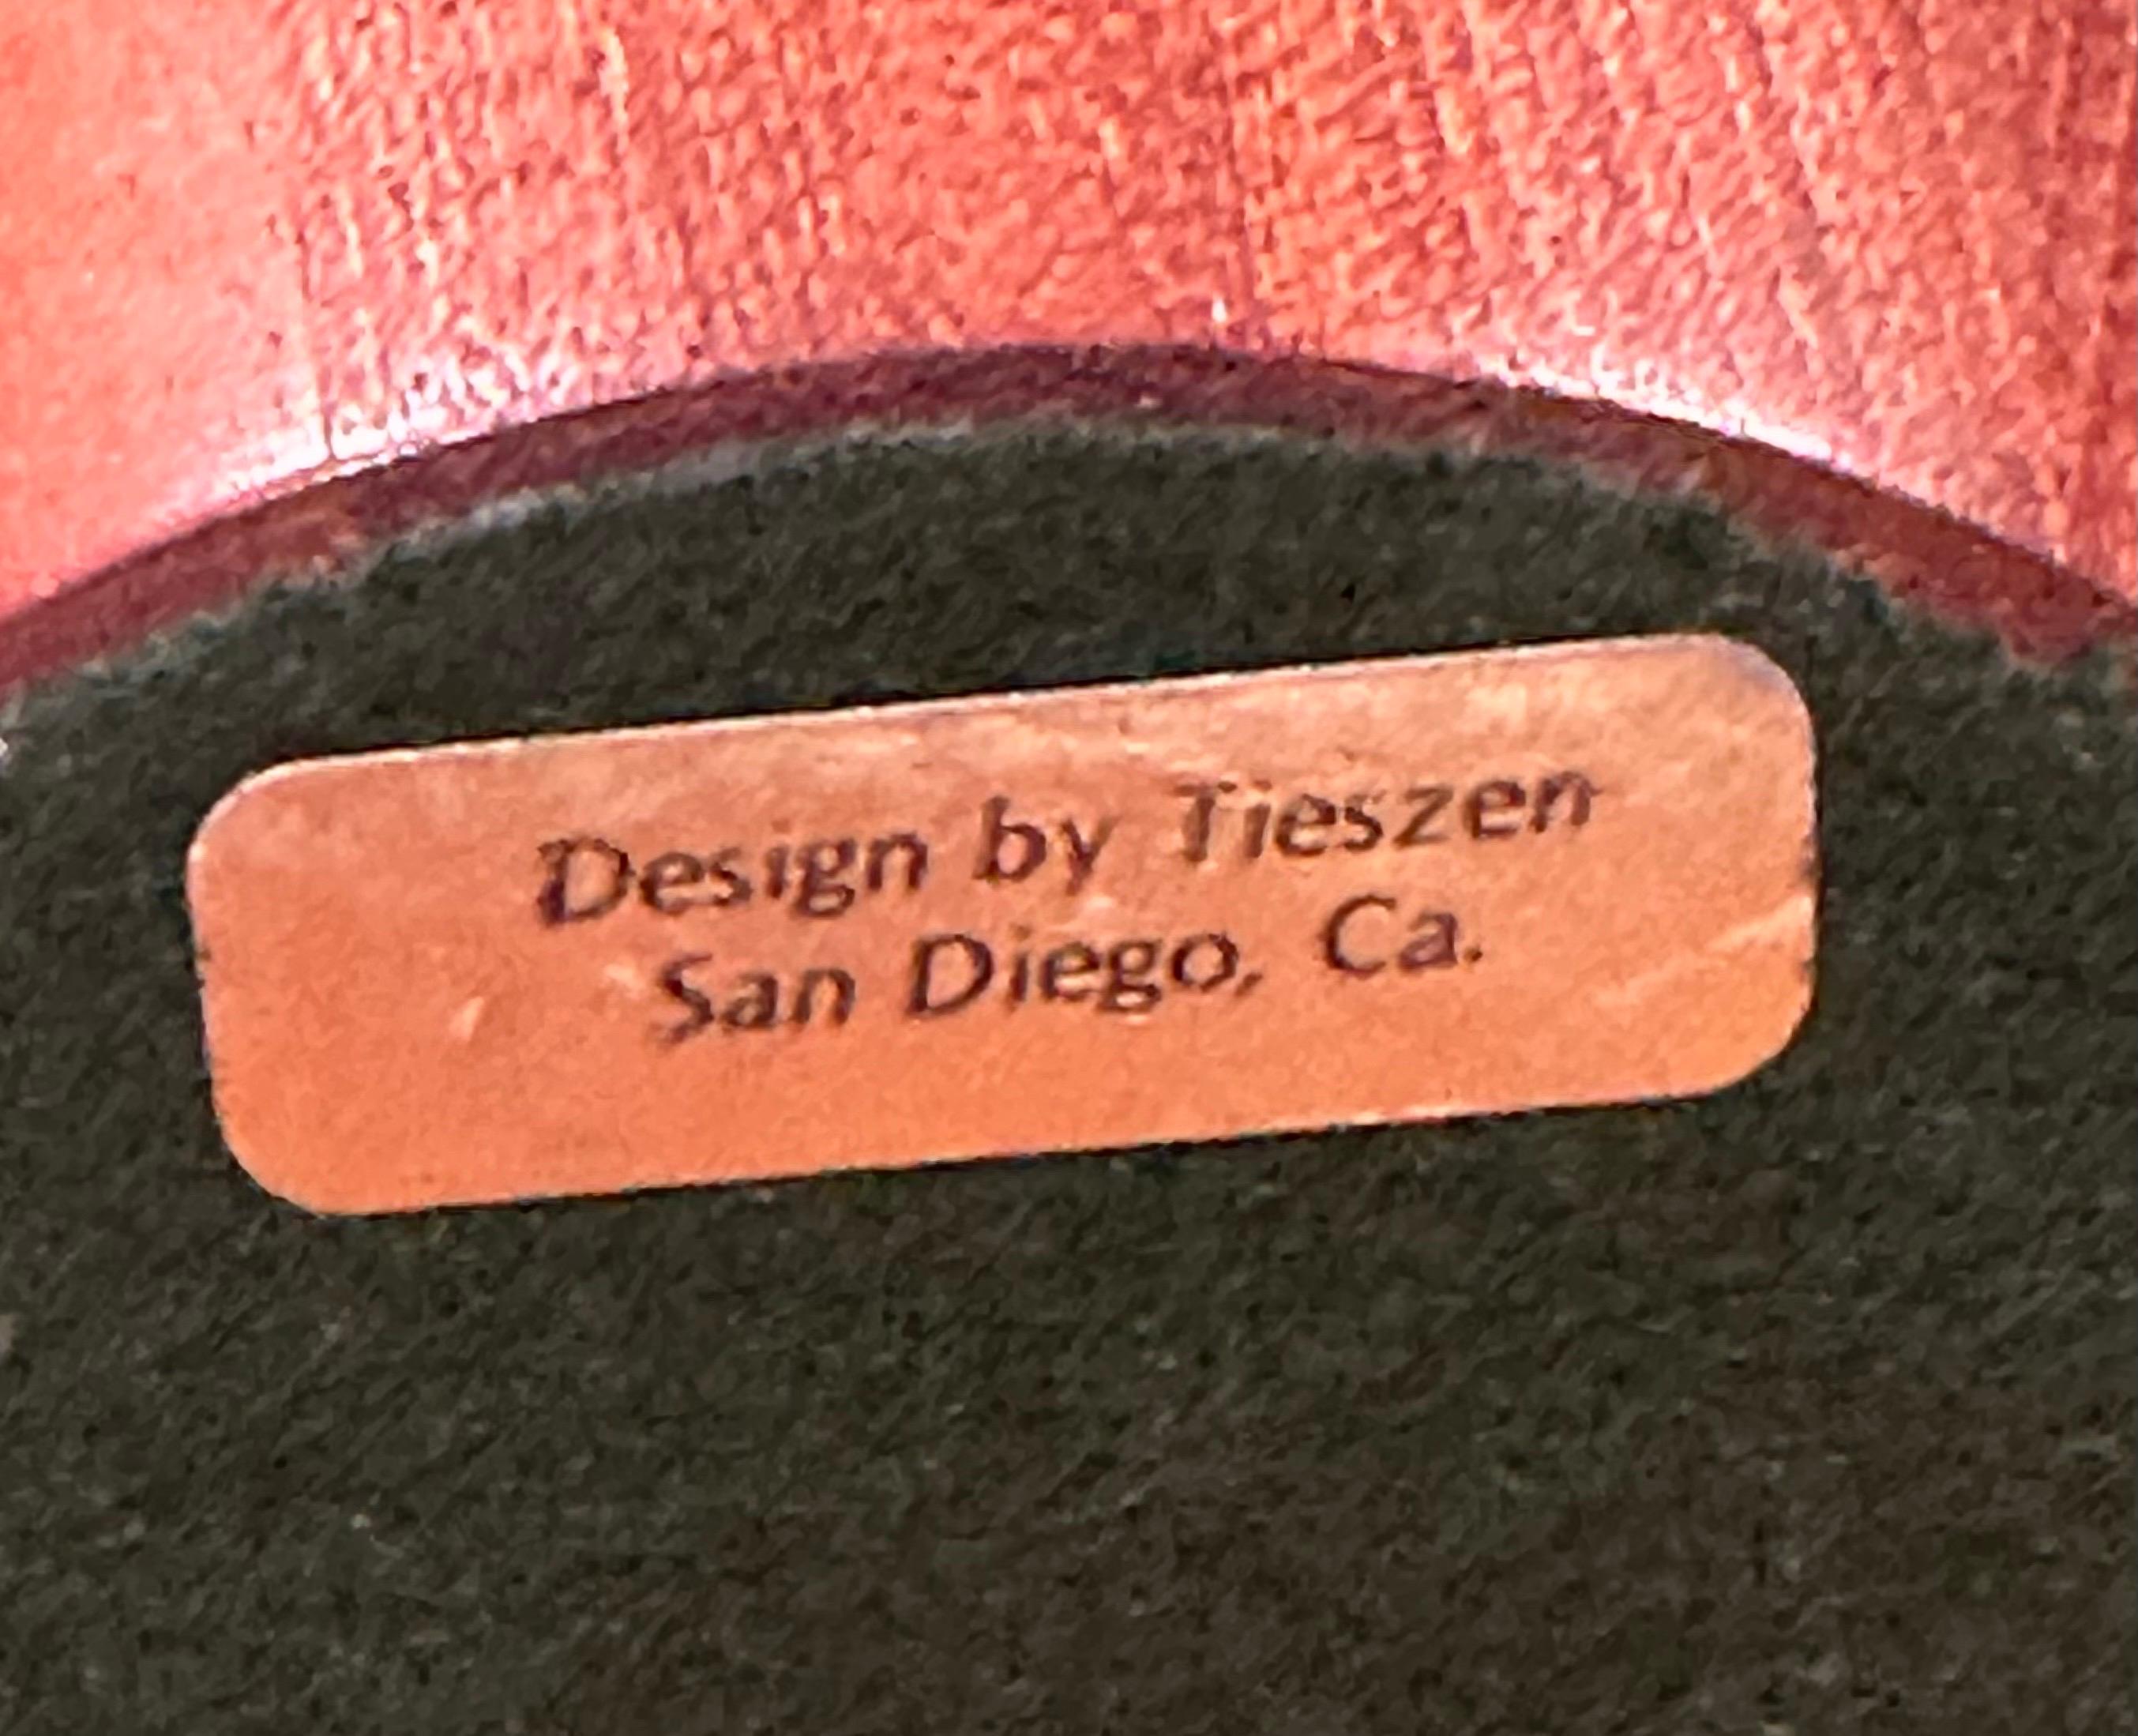 Design by Tieszen
San Diego, Ca.